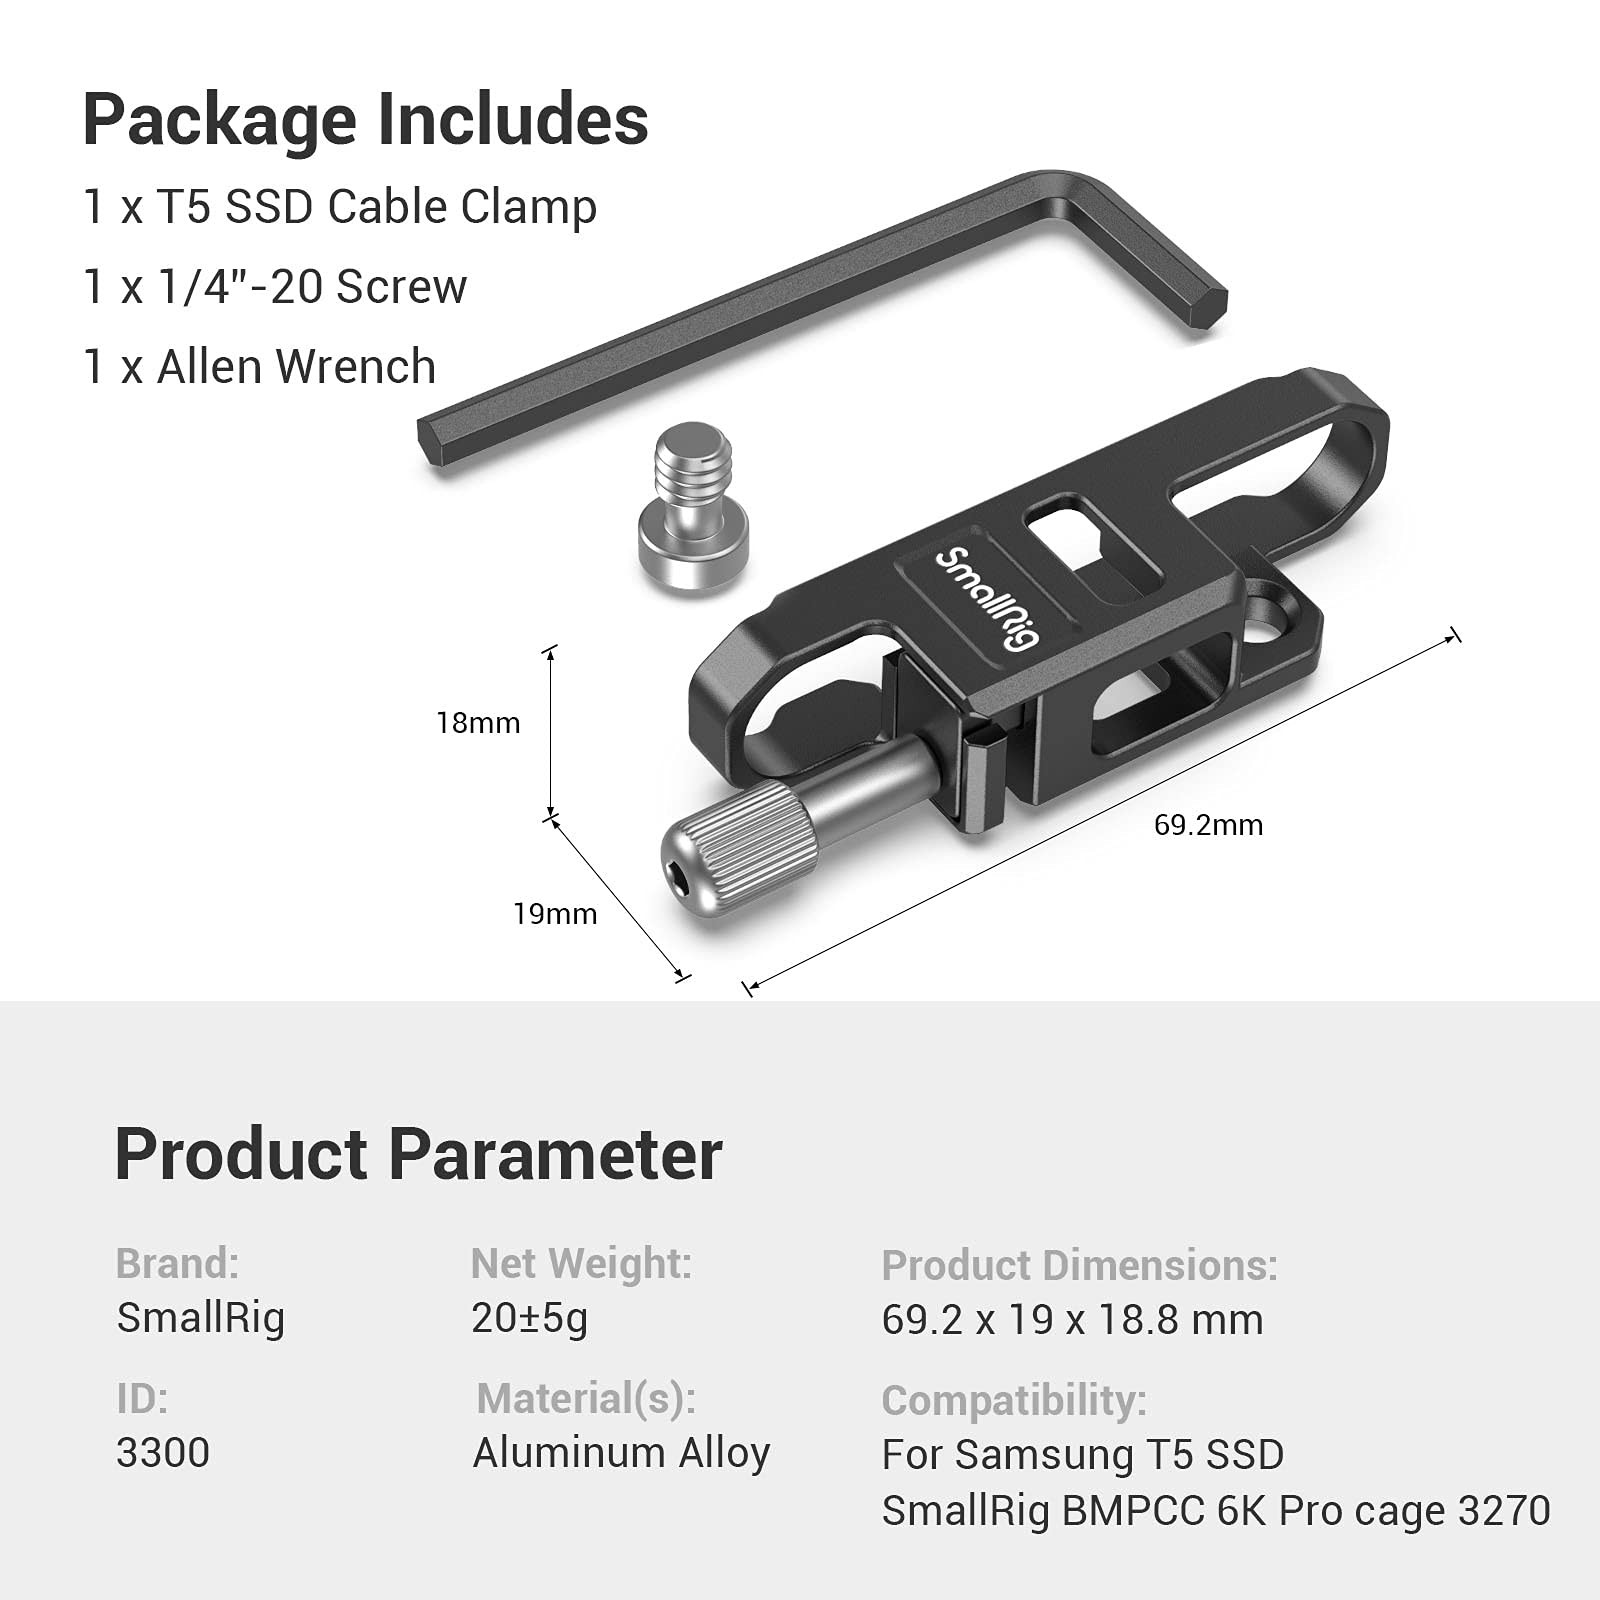 Package Includes
1 x T5 SSD Cable Clamp
1 x 1/4"-20 Screw
1 x Allen Wrench
SmallRig
18mm
69.2mm
19mm
Product Parameter
Brand:
SmallRig
Net Weight:
20±5g
Product Dimensions:
69.2 x 19 x 18.8 mm
ID:
3300
Material(s):
Aluminum Alloy
Compatibility:
For Samsung T5 SSD
SmallRig BMPCC 6K Pro cage 3270